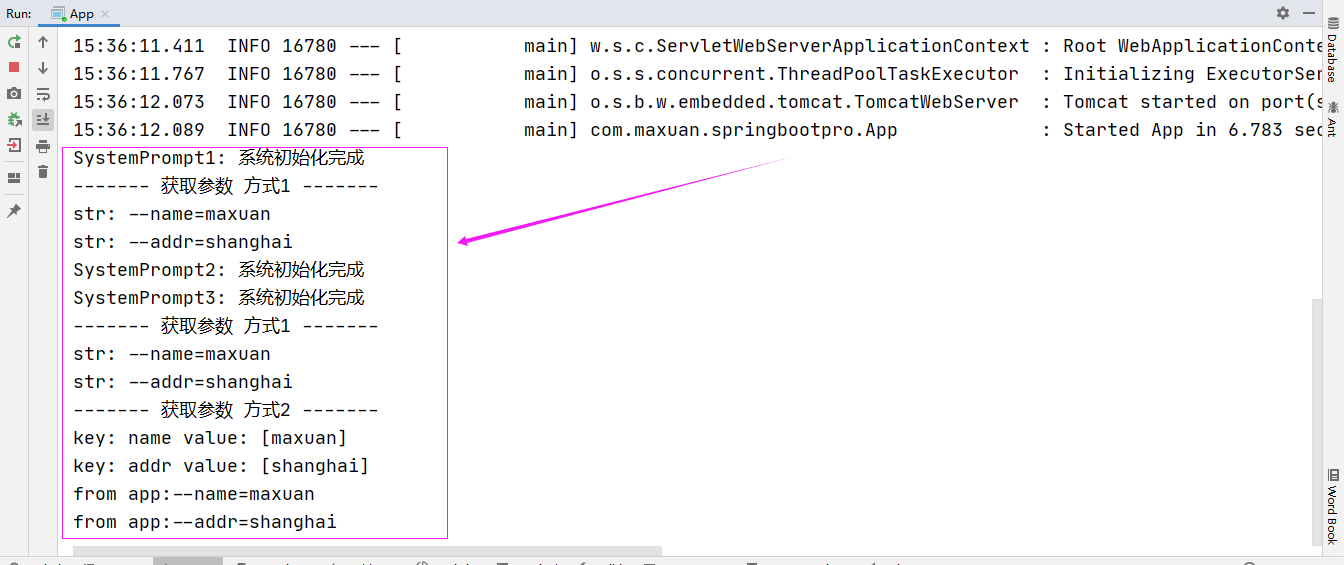 Run: App
15:36:11.411  INFO 16780 --- [           main] w.s.c.ServletWebServerApplicationContext : Root WebApplicationConte
15:36:11.767  INFO 16780 --- [           main] o.s.s.concurrent.ThreadPoolTaskExecutor  : Initializing ExecutorSer
15:36:12.073  INFO 16780 --- [           main] o.s.b.w.embedded.tomcat.TomcatWebServer  : Tomcat started on port(s
15:36:12.089  INFO 16780 --- [           main] com.maxuan.springbootpro.App             : Started App in 6.783 sec
SystemPrompt1: 系统初始化完成
------- 获取参数 方式1 -------
str: --name=maxuan
str: --addr=shanghai
SystemPrompt2: 系统初始化完成
SystemPrompt3: 系统初始化完成
------- 获取参数 方式1 -------
str: --name=maxuan
str: --addr=shanghai
------- 获取参数 方式2 -------
key: name value: [maxuan]
key: addr value: [shanghai]
from app:--name=maxuan
from app:--addr=shanghai
Database
Ant
Word Book